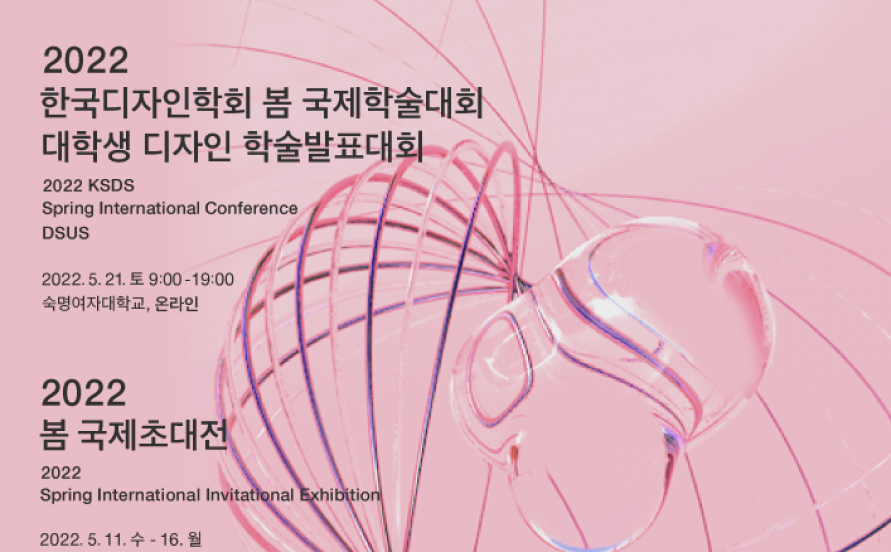 2022
한국디자인학회 봄 국제학술대회
대학생 디자인 학술발표대회
2022 KSDS
Spring International Conference
DSUS
2022. 5. 21. 토 9:00 -19:00
숙명여자대학교, 온라인
2022
봄 국제초대전
2022
Spring International Invitational Exhibition
2022. 5. 11. 수 - 16. 월